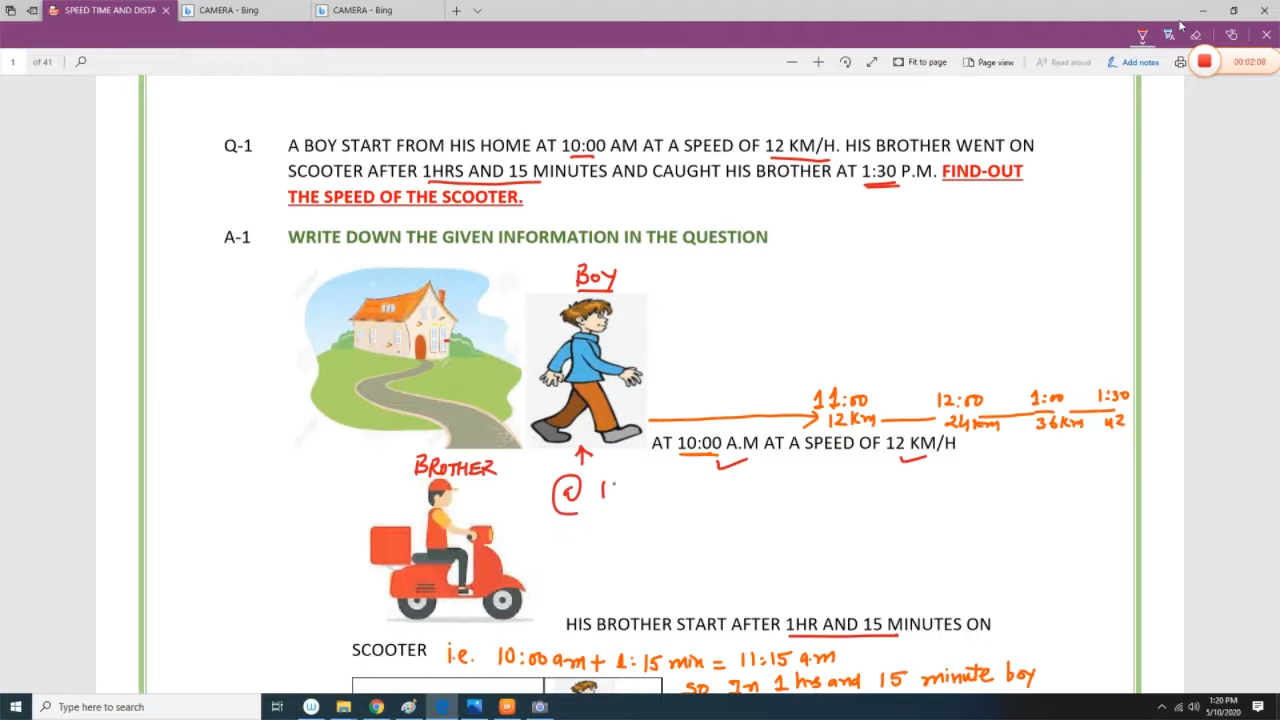 SPEED TIME AND DISTA
CAMERA - Bing
CAMERA - Bing
1 of 41
Fit to page
Page view
Read aloud
Add notes
00:02:08
Q-1 A BOY START FROM HIS HOME AT 10:00 AM AT A SPEED OF 12 KM/H. HIS BROTHER WENT ON
SCOOTER AFTER 1HRS AND 15 MINUTES AND CAUGHT HIS BROTHER AT 1:30 P.M. FIND-OUT
THE SPEED OF THE SCOOTER.
A-1 WRITE DOWN THE GIVEN INFORMATION IN THE QUESTION
BOY
11:00 12:00 1:00 1:30
12Km 24Km 36Km 42
AT 10:00 A.M AT A SPEED OF 12 KM/H
BROTHER
@ 1
HIS BROTHER START AFTER 1HR AND 15 MINUTES ON
SCOOTER i.e. 10:00 am + 1:15 min = 11:15 a.m
so In 1 hrs and 15 minute boy
Type here to search
1:20 PM
5/10/2020